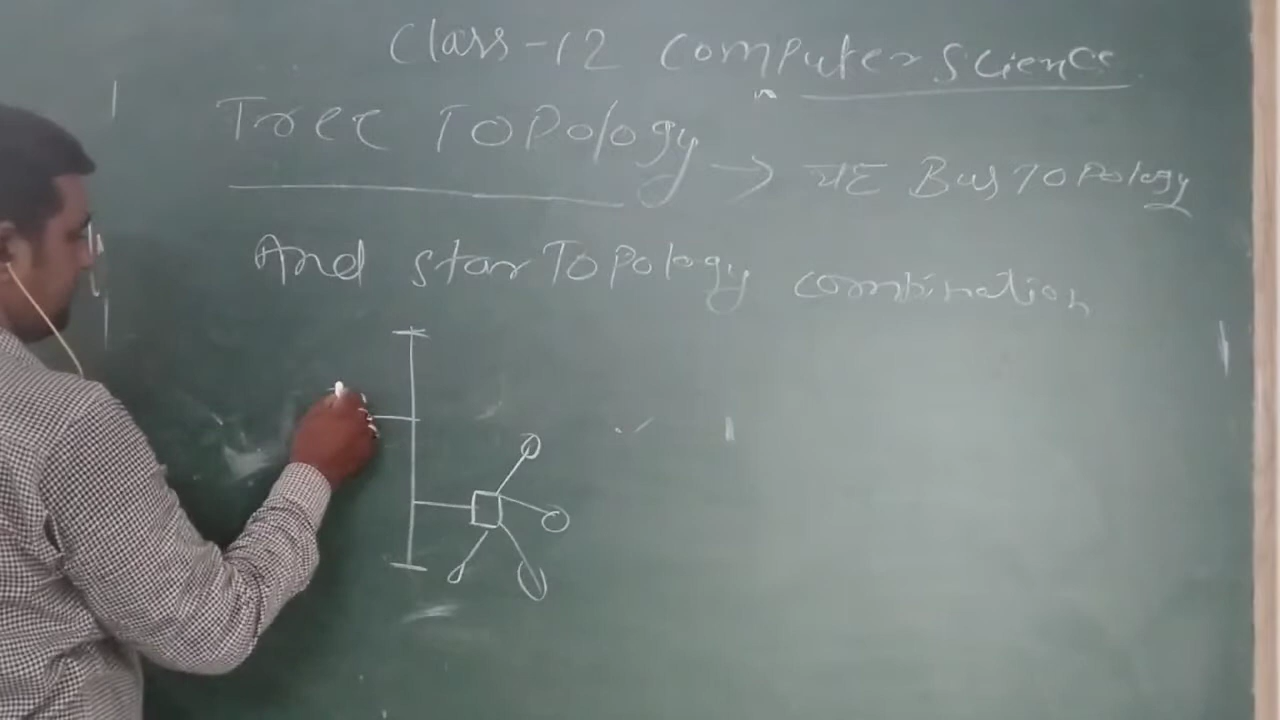 Class-12 Computer Science
Tree Topology → यह Bus Topology
And star Topology combination